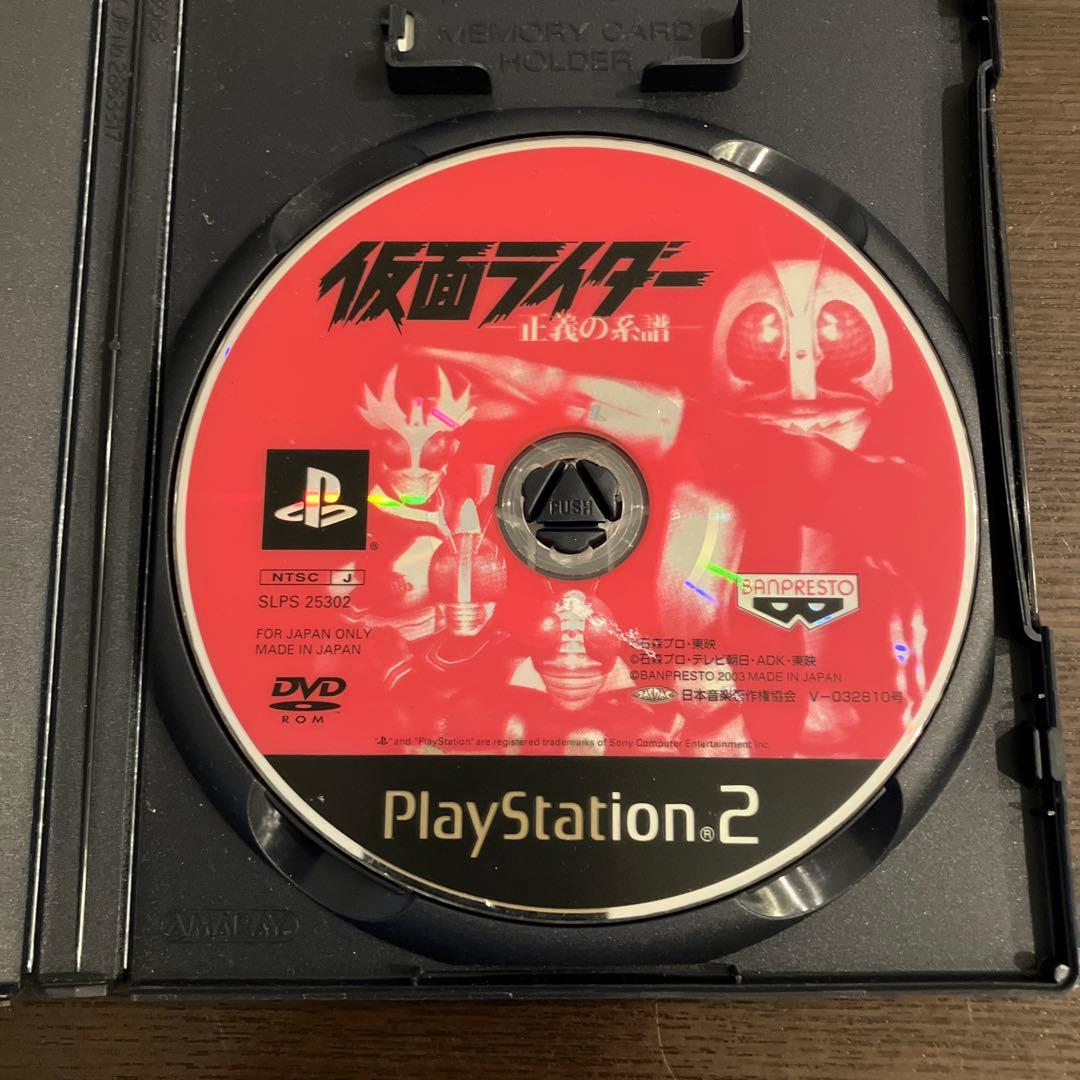 MEMORY CARD
HOLDER
仮面ライダー
正義の系譜
PUSH
NTSC J
SLPS 25302
FOR JAPAN ONLY
MADE IN JAPAN
DVD
ROM
BANPRESTO
©石森プロ・東映
©石森プロ・テレビ朝日・ADK・東映
©BANPRESTO 2003 MADE IN JAPAN
日本音楽著作権協会 V-032810号
"PS" and "PlayStation" are registered trademarks of Sony Computer Entertainment Inc.
PlayStation®2
AMARAY